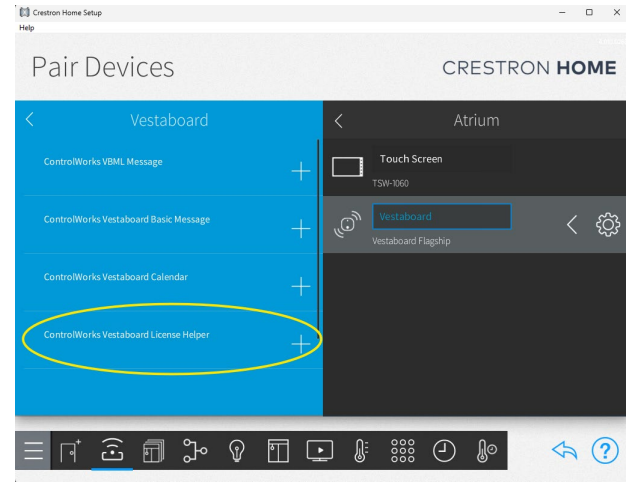 Crestron Home Setup
Help
Pair Devices
CRESTRON HOME
Vestaboard
Atrium
ControlWorks VBML Message
ControlWorks Vestaboard Basic Message
ControlWorks Vestaboard Calendar
ControlWorks Vestaboard License Helper
Touch Screen
TSW-1060
Vestaboard
Vestaboard Flagship
?